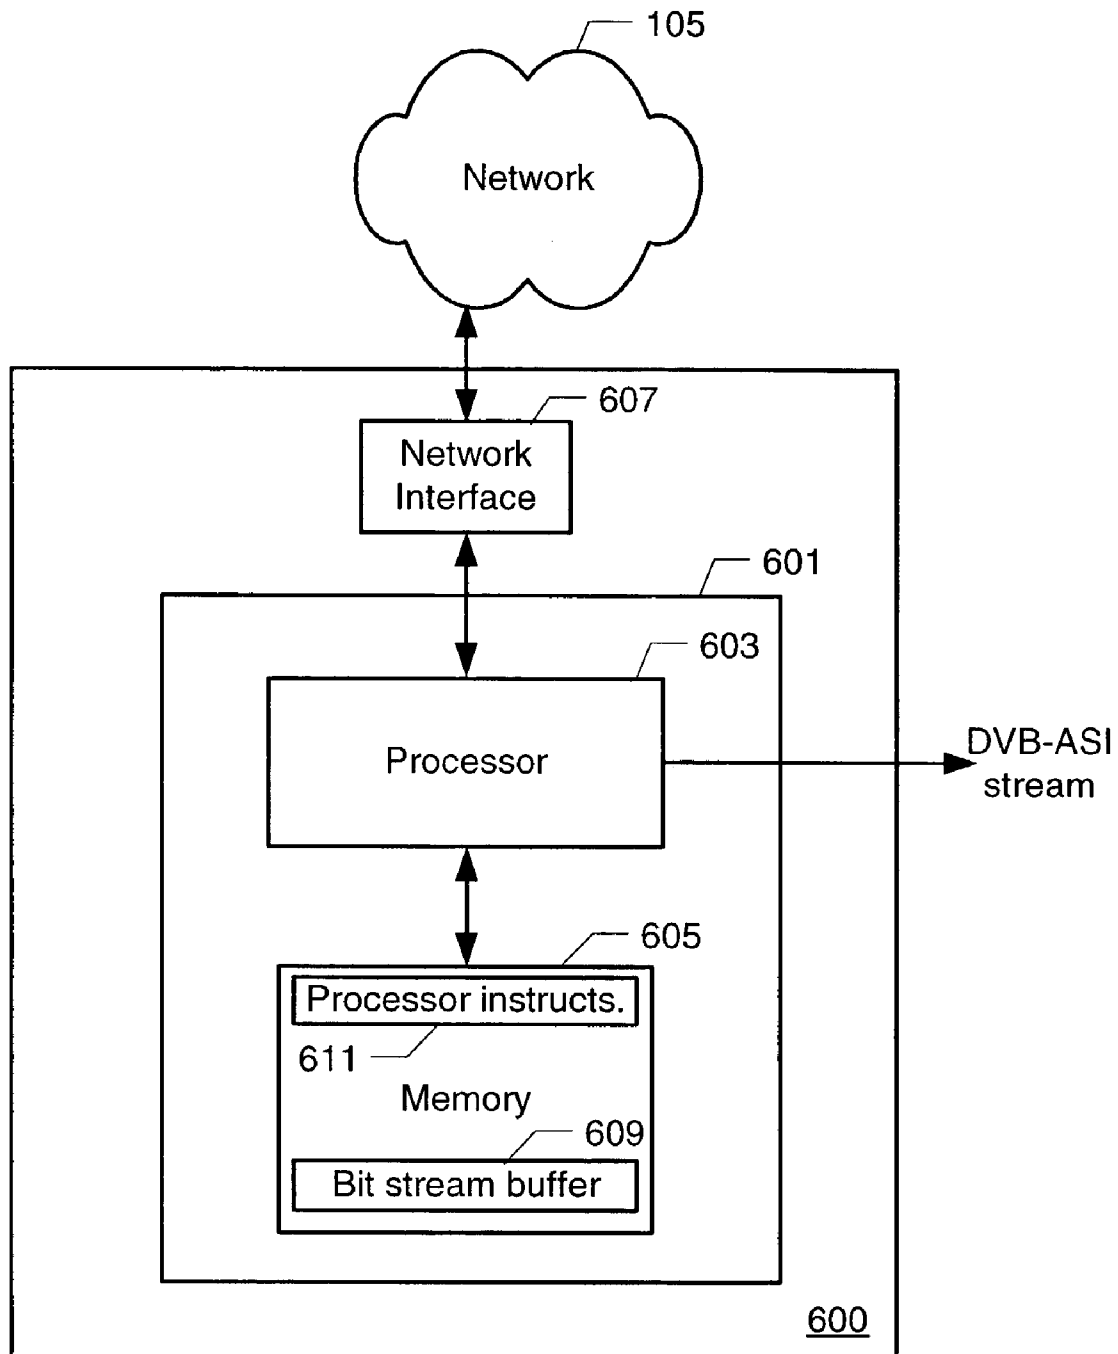 105
Network
607
Network
Interface
601
603
Processor
DVB-ASI
stream
605
Processor instructs.
611
Memory
609
Bit stream buffer
600